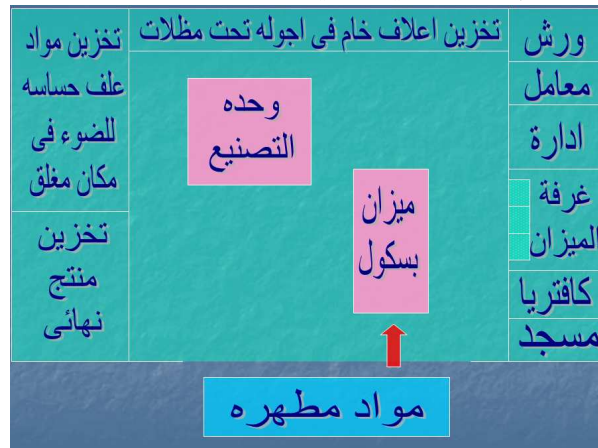 ورش
معامل
ادارة
غرفة
الميزان
كافتريا
مسجد
تخزين اعلاف خام فى اجوله تحت مظلات
وحده
التصنيع
ميزان
بسكول
تخزين مواد
علف حساسه
للضوء فى
مكان مغلق
تخزين
منتج
نهائى
مواد مطهره